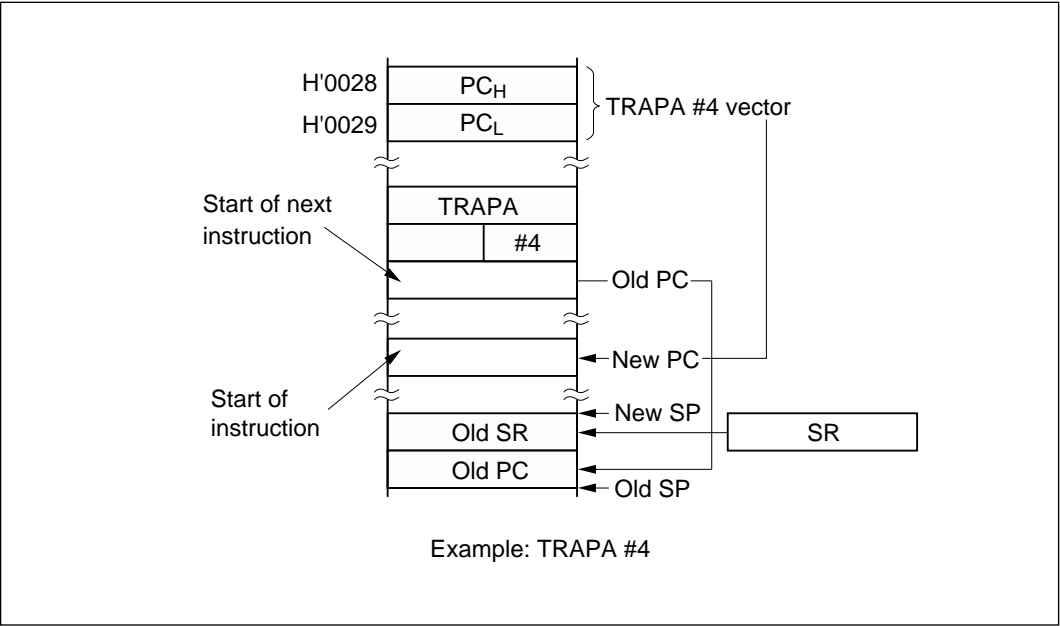 H'0028
PCH
H'0029
PCL
TRAPA #4 vector
Start of next
instruction
TRAPA
#4
Old PC
New PC
Start of
instruction
New SP
Old SR
SR
Old PC
Old SP
Example: TRAPA #4